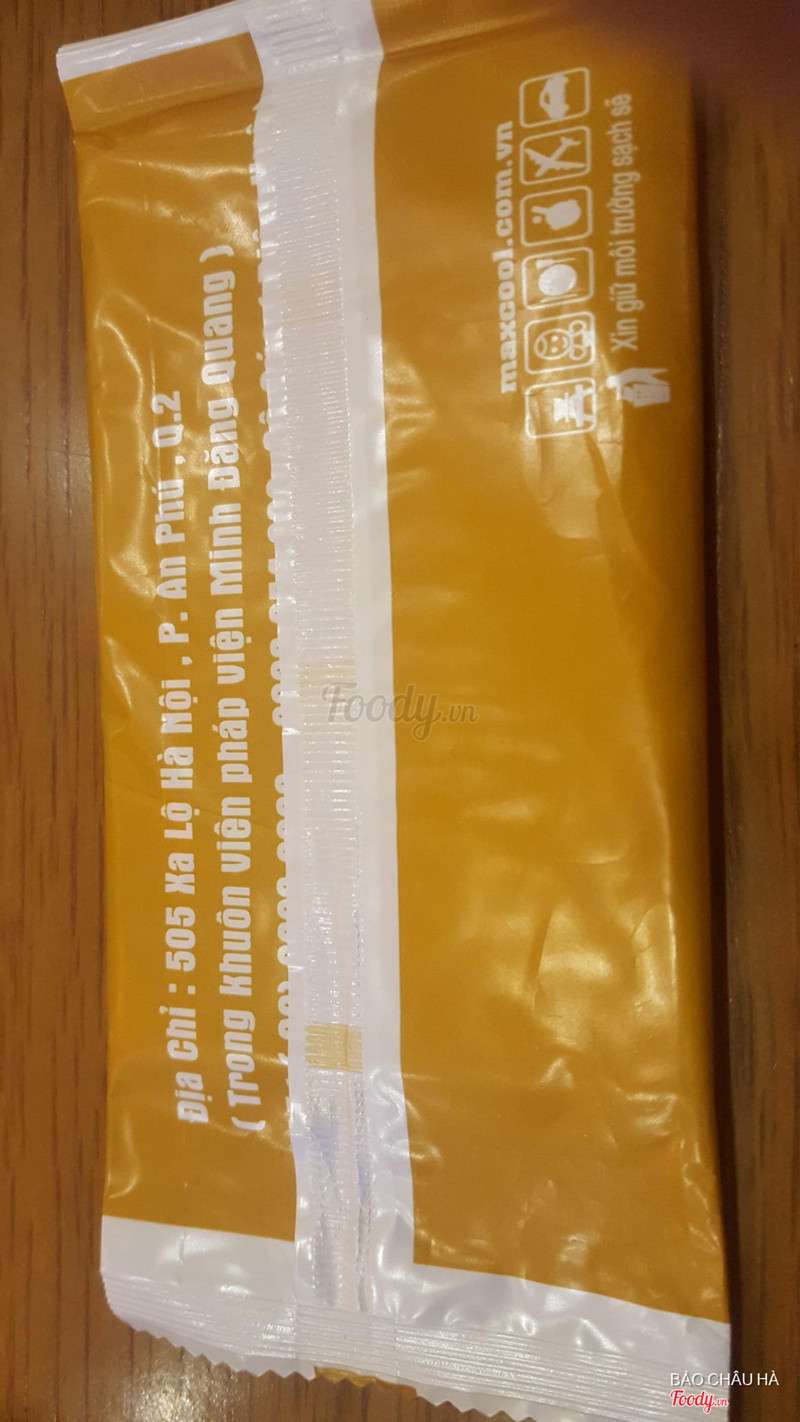 Địa Chỉ : 505 Xa Lộ Hà Nội , P. An Phú , Q.2
( Trong khuôn viên pháp viện Minh Đăng Quang )
maxcool.com.vn
Xin giữ môi trường sạch sẽ
Foody.vn
BẢO CHÂU HÀ
Foody.vn